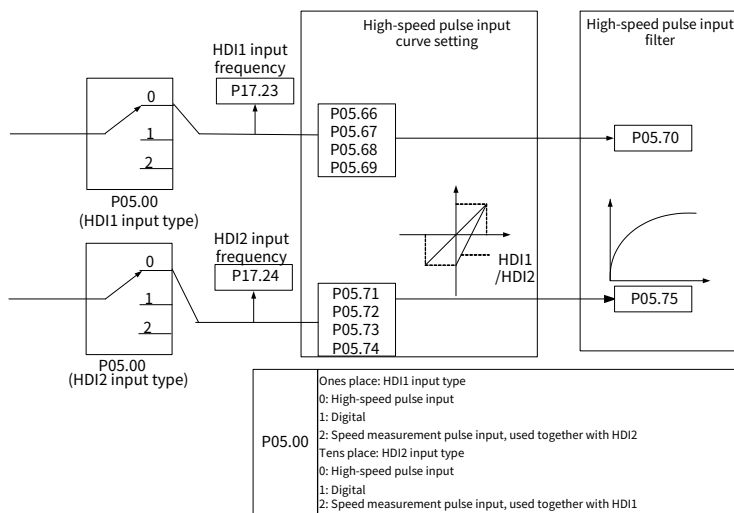 High-speed pulse input
curve setting
High-speed pulse input
filter
HDI1 input
frequency
P17.23
0
1
2
P05.66
P05.67
P05.68
P05.69
P05.70
P05.00
(HDI1 input type)
HDI2 input
frequency
P17.24
HDI1
/HDI2
0
1
2
P05.71
P05.72
P05.73
P05.74
P05.75
P05.00
(HDI2 input type)
P05.00
Ones place: HDI1 input type
0: High-speed pulse input
1: Digital
2: Speed measurement pulse input, used together with HDI2
Tens place: HDI2 input type
0: High-speed pulse input
1: Digital
2: Speed measurement pulse input, used together with HDI1